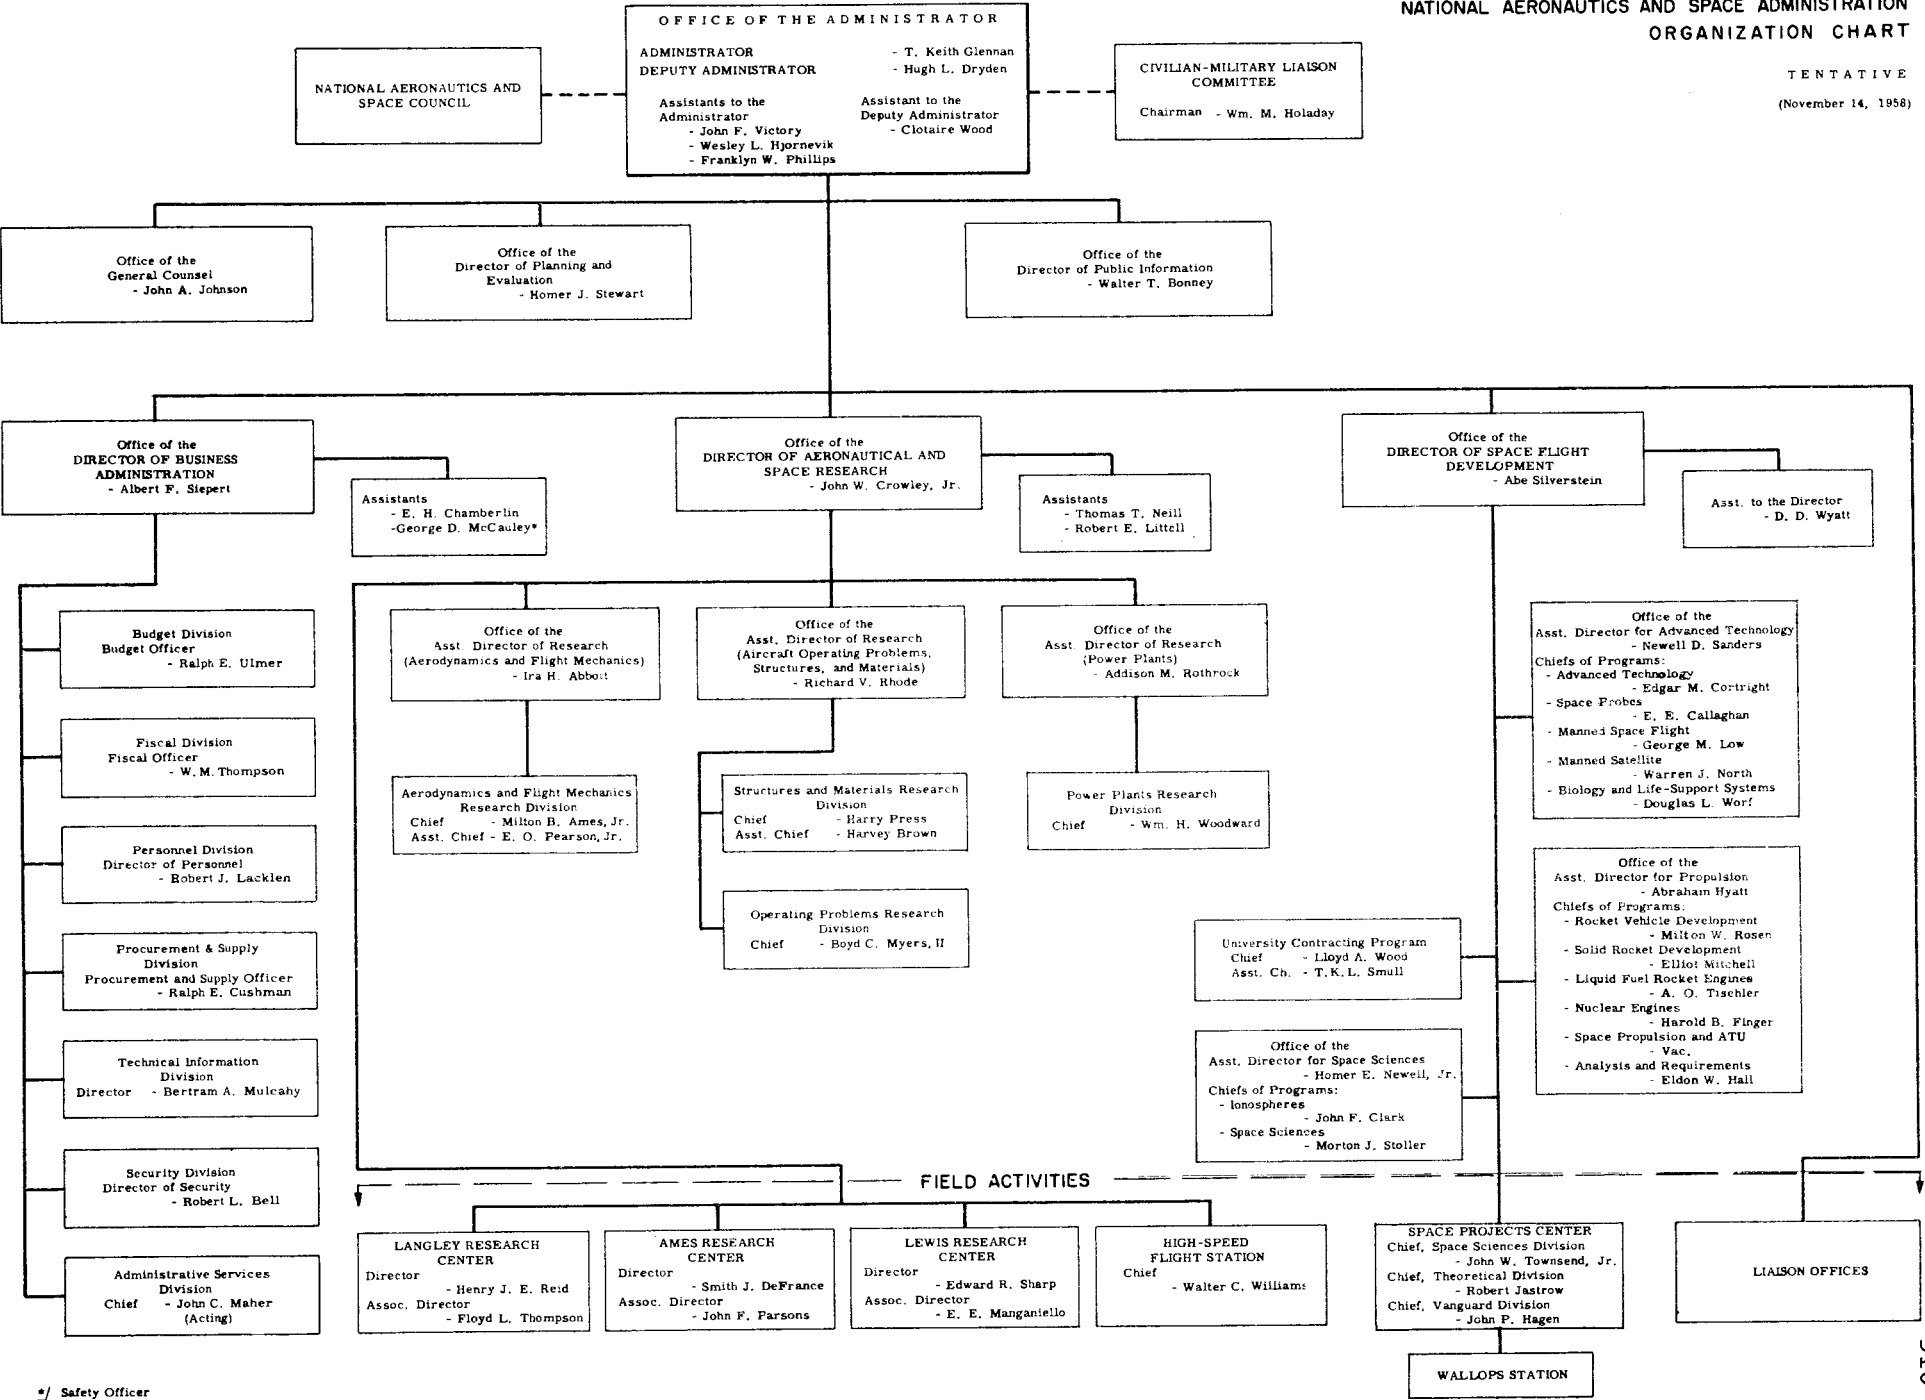 NATIONAL AERONAUTICS AND SPACE ADMINISTRATION
ORGANIZATION CHART
TENTATIVE
(November 14, 1958)
OFFICE OF THE ADMINISTRATOR
ADMINISTRATOR - T. Keith Glennan
DEPUTY ADMINISTRATOR - Hugh L. Dryden
Assistants to the
Administrator
- John F. Victory
- Wesley L. Hjornevik
- Franklyn W. Phillips
Assistant to the
Deputy Administrator
- Clotaire Wood
NATIONAL AERONAUTICS AND
SPACE COUNCIL
CIVILIAN-MILITARY LIAISON
COMMITTEE
Chairman - Wm. M. Holaday
Office of the
General Counsel
- John A. Johnson
Office of the
Director of Planning and
Evaluation
- Homer J. Stewart
Office of the
Director of Public Information
- Walter T. Bonney
Office of the
DIRECTOR OF BUSINESS
ADMINISTRATION
- Albert F. Siepert
Assistants
- E. H. Chamberlin
-George D. McCauley*
Office of the
DIRECTOR OF AERONAUTICAL AND
SPACE RESEARCH
- John W. Crowley, Jr.
Assistants
- Thomas T. Neill
- Robert E. Littell
Office of the
DIRECTOR OF SPACE FLIGHT
DEVELOPMENT
- Abe Silverstein
Asst. to the Director
- D. D. Wyatt
Budget Division
Budget Officer
- Ralph E. Ulmer
Fiscal Division
Fiscal Officer
- W. M. Thompson
Personnel Division
Director of Personnel
- Robert J. Lacklen
Procurement & Supply
Division
Procurement and Supply Officer
- Ralph E. Cushman
Technical Information
Division
Director - Bertram A. Mulcahy
Security Division
Director of Security
- Robert L. Bell
Administrative Services
Division
Chief - John C. Maher
(Acting)
Office of the
Asst. Director of Research
(Aerodynamics and Flight Mechanics)
- Ira H. Abbott
Office of the
Asst. Director of Research
(Aircraft Operating Problems,
Structures, and Materials)
- Richard V. Rhode
Office of the
Asst. Director of Research
(Power Plants)
- Addison M. Rothrock
Aerodynamics and Flight Mechanics
Research Division
Chief - Milton B. Ames, Jr.
Asst. Chief - E. O. Pearson, Jr.
Structures and Materials Research
Division
Chief - Harry Press
Asst. Chief - Harvey Brown
Operating Problems Research
Division
Chief - Boyd C. Myers, II
Power Plants Research
Division
Chief - Wm. H. Woodward
Office of the
Asst. Director for Advanced Technology
- Newell D. Sanders
Chiefs of Programs:
- Advanced Technology
- Edgar M. Cortright
- Space Probes
- E. E. Callaghan
- Manned Space Flight
- George M. Low
- Manned Satellite
- Warren J. North
- Biology and Life-Support Systems
- Douglas L. Worf
Office of the
Asst. Director for Propulsion
- Abraham Hyatt
Chiefs of Programs:
- Rocket Vehicle Development
- Milton W. Rosen
- Solid Rocket Development
- Elliot Mitchell
- Liquid Fuel Rocket Engines
- A. O. Tischler
- Nuclear Engines
- Harold B. Finger
- Space Propulsion and ATU
- Vac.
- Analysis and Requirements
- Eldon W. Hall
University Contracting Program
Chief - Lloyd A. Wood
Asst. Ch. - T. K. L. Smull
Office of the
Asst. Director for Space Sciences
- Homer E. Newell, Jr.
Chiefs of Programs:
- Ionospheres
- John F. Clark
- Space Sciences
- Morton J. Stoller
FIELD ACTIVITIES
LANGLEY RESEARCH
CENTER
Director
- Henry J. E. Reid
Assoc. Director
- Floyd L. Thompson
AMES RESEARCH
CENTER
Director
- Smith J. DeFrance
Assoc. Director
- John F. Parsons
LEWIS RESEARCH
CENTER
Director
- Edward R. Sharp
Assoc. Director
- E. E. Manganiello
HIGH-SPEED
FLIGHT STATION
Chief
- Walter C. Williams
SPACE PROJECTS CENTER
Chief, Space Sciences Division
- John W. Townsend, Jr.
Chief, Theoretical Division
- Robert Jastrow
Chief, Vanguard Division
- John P. Hagen
LIAISON OFFICES
WALLOPS STATION
*/ Safety Officer